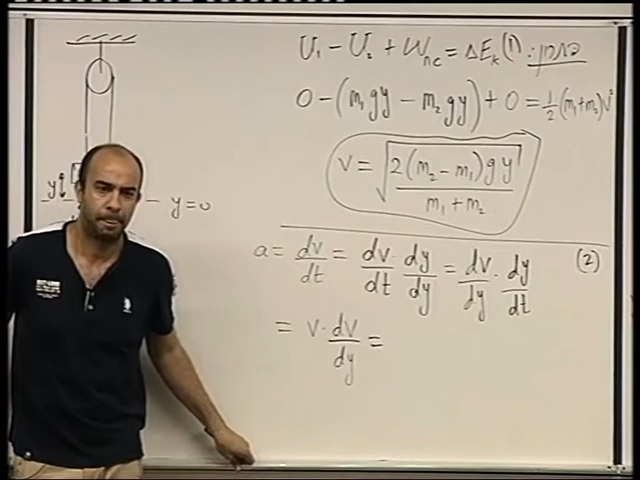 U₁ - U₂ + W_nc = ΔE_k (1)
0 - (m₁gy - m₂gy) + 0 = 1/2 (m₁+m₂)v²
v = √(2(m₂ - m₁)gy / (m₁ + m₂))
y
y = 0
a = dv/dt = dv/dt · dy/dy = dv/dy · dy/dt (2)
= v · dv/dy =